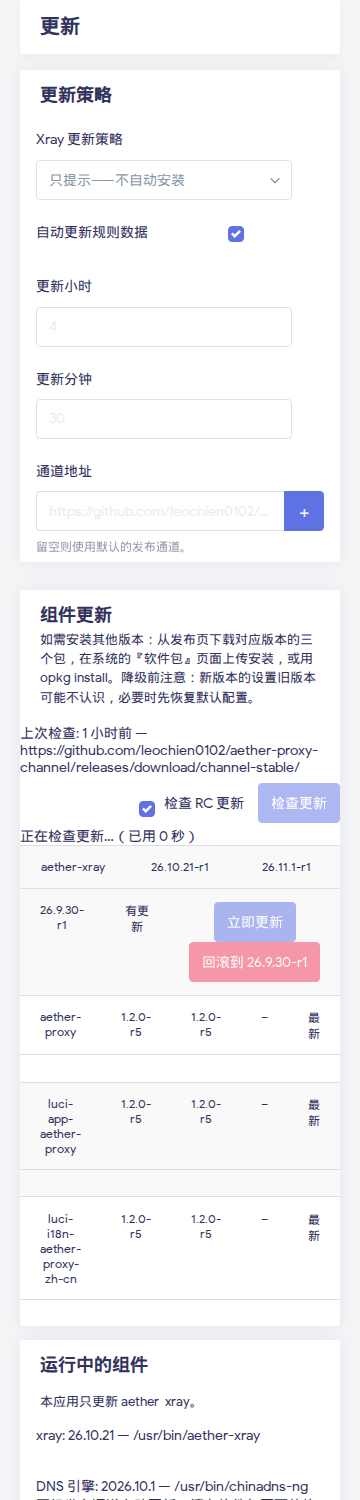 更新
更新策略
Xray 更新策略
只提示——不自动安装
自动更新规则数据
更新小时
4
更新分钟
30
通道地址
https://github.com/leochien0102/... +
留空则使用默认的发布通道。
组件更新
如需安装其他版本：从发布页下载对应版本的三
个包，在系统的『软件包』页面上传安装，或用
opkg install。降级前注意：新版本的设置旧版本
可能不认识，必要时先恢复默认配置。
上次检查: 1 小时前 —
https://github.com/leochien0102/aether-proxy-
channel/releases/download/channel-stable/
检查 RC 更新 检查更新
正在检查更新... ( 已用 0 秒 )
aether-xray 26.10.21-r1 26.11.1-r1
26.9.30- 有更 立即更新
r1 新
回滚到 26.9.30-r1
aether- 1.2.0- 1.2.0- – 最
proxy r5 r5 新
luci- 1.2.0- 1.2.0- – 最
app- r5 r5 新
aether-
proxy
luci- 1.2.0- 1.2.0- – 最
i18n- r5 r5 新
aether-
proxy-
zh-cn
运行中的组件
本应用只更新 aether xray。
xray: 26.10.21 — /usr/bin/aether-xray
DNS 引擎: 2026.10.1 — /usr/bin/chinadns-ng